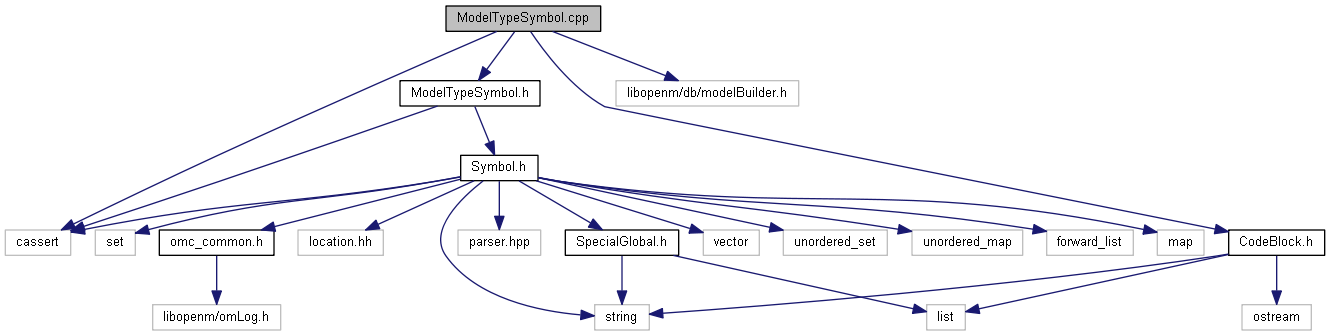 ModelTypeSymbol.cpp
ModelTypeSymbol.h
libopenm/db/modelBuilder.h
Symbol.h
cassert
set
omc_common.h
location.hh
parser.hpp
SpecialGlobal.h
vector
unordered_set
unordered_map
forward_list
map
CodeBlock.h
libopenm/omLog.h
string
list
ostream